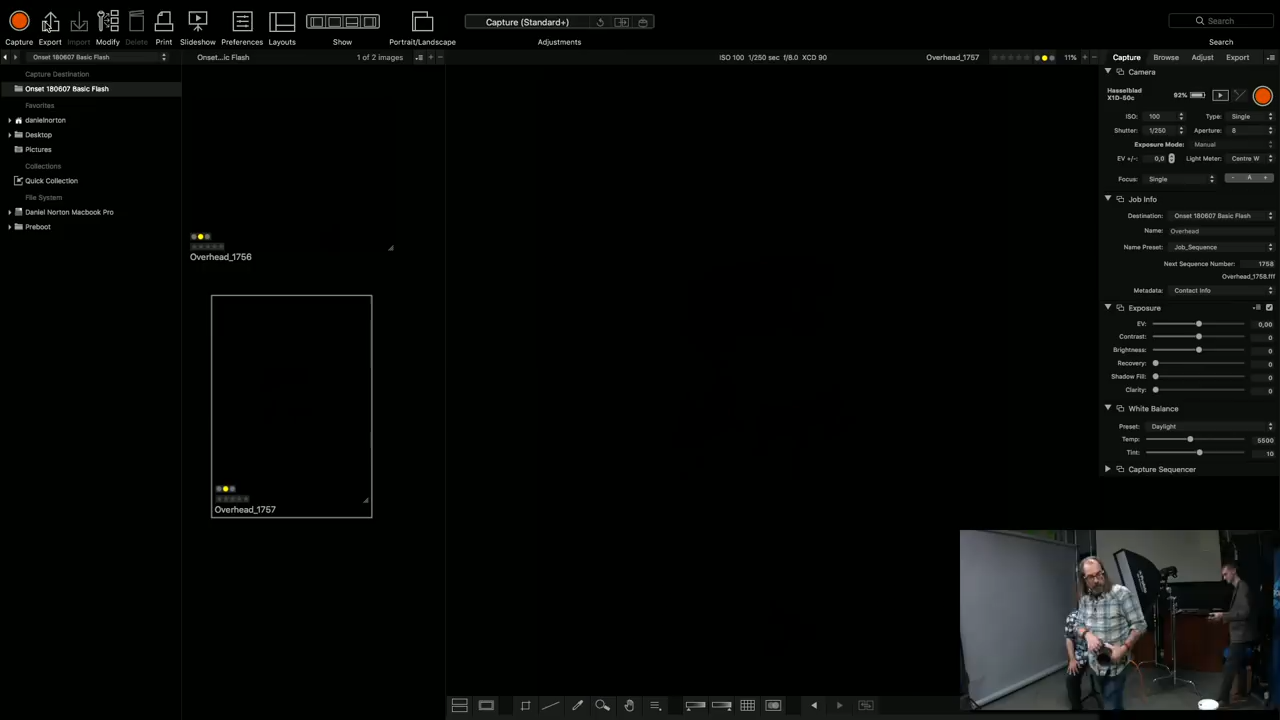 Capture Export Import Modify Delete Print Slideshow Preferences Layouts Show Portrait/Landscape Capture (Standard+) Adjustments Search Search
Onset 180607 Basic Flash
Onset...ic Flash 1 of 2 images
ISO 100 1/250 sec f/8.0 XCD 90 Overhead_1757 11% + −
Capture Browse Adjust Export
Capture Destination
Onset 180607 Basic Flash
Favorites
danielnorton
Desktop
Pictures
Collections
Quick Collection
File System
Daniel Norton Macbook Pro
Preboot
Overhead_1756
Overhead_1757
Camera
Hasselblad
X1D-50c
92%
ISO: 100 Type: Single
Shutter: 1/250 Aperture: 8
Exposure Mode: Manual
EV +/-: 0,0 Light Meter: Centre W
Focus: Single - A +
Job Info
Destination: Onset 180607 Basic Flash
Name: Overhead
Name Preset: Job_Sequence
Next Sequence Number: 1758
Overhead_1758.fff
Metadata: Contact Info
Exposure
EV: 0,00
Contrast: 0
Brightness: 0
Recovery: 0
Shadow Fill: 0
Clarity: 0
White Balance
Preset: Daylight
Temp: 5500
Tint: 10
Capture Sequencer